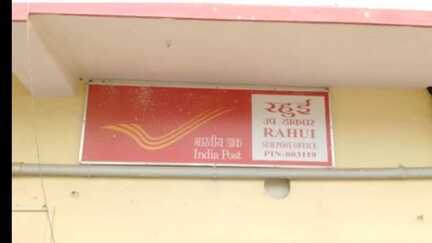 भारतीय डाक
India Post
रहुई
उप डाकघर
RAHUI
SUB POST OFFICE
PIN-803119